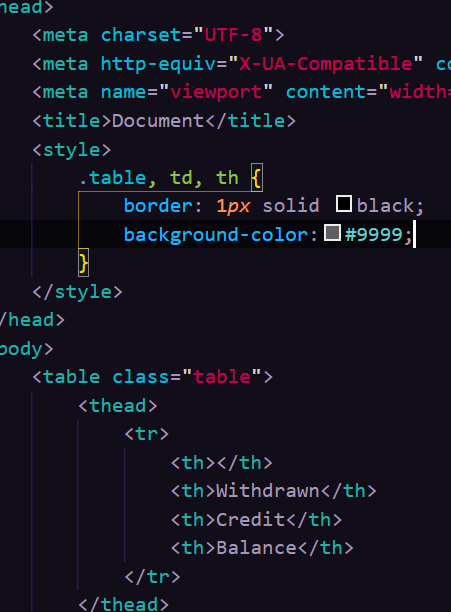 head>
<meta charset="UTF-8">
<meta http-equiv="X-UA-Compatible" co
<meta name="viewport" content="width=
<title>Document</title>
<style>
.table, td, th {
border: 1px solid black;
background-color:#9999;
}
</style>
/head>
body>
<table class="table">
<thead>
<tr>
<th></th>
<th>Withdrawn</th>
<th>Credit</th>
<th>Balance</th>
</tr>
</thead>